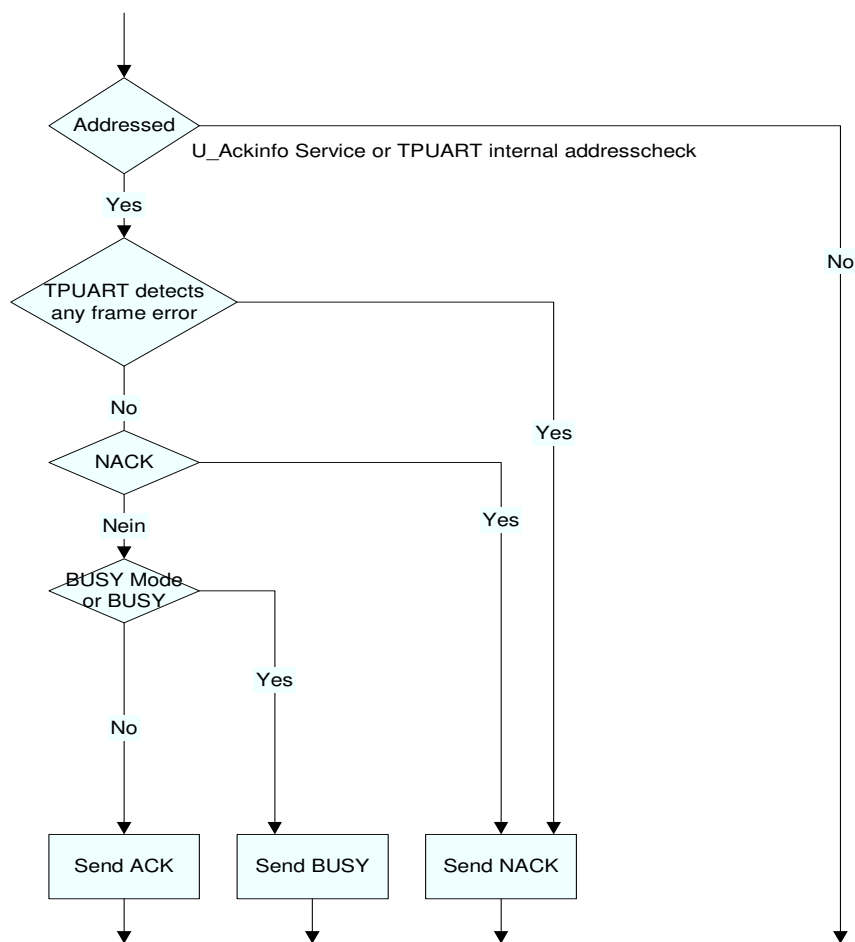 Addressed
U_Ackinfo Service or TPUART internal addresscheck
Yes
No
TPUART detects
any frame error
No
Yes
NACK
Yes
Nein
BUSY Mode
or BUSY
Yes
No
Send ACK
Send BUSY
Send NACK